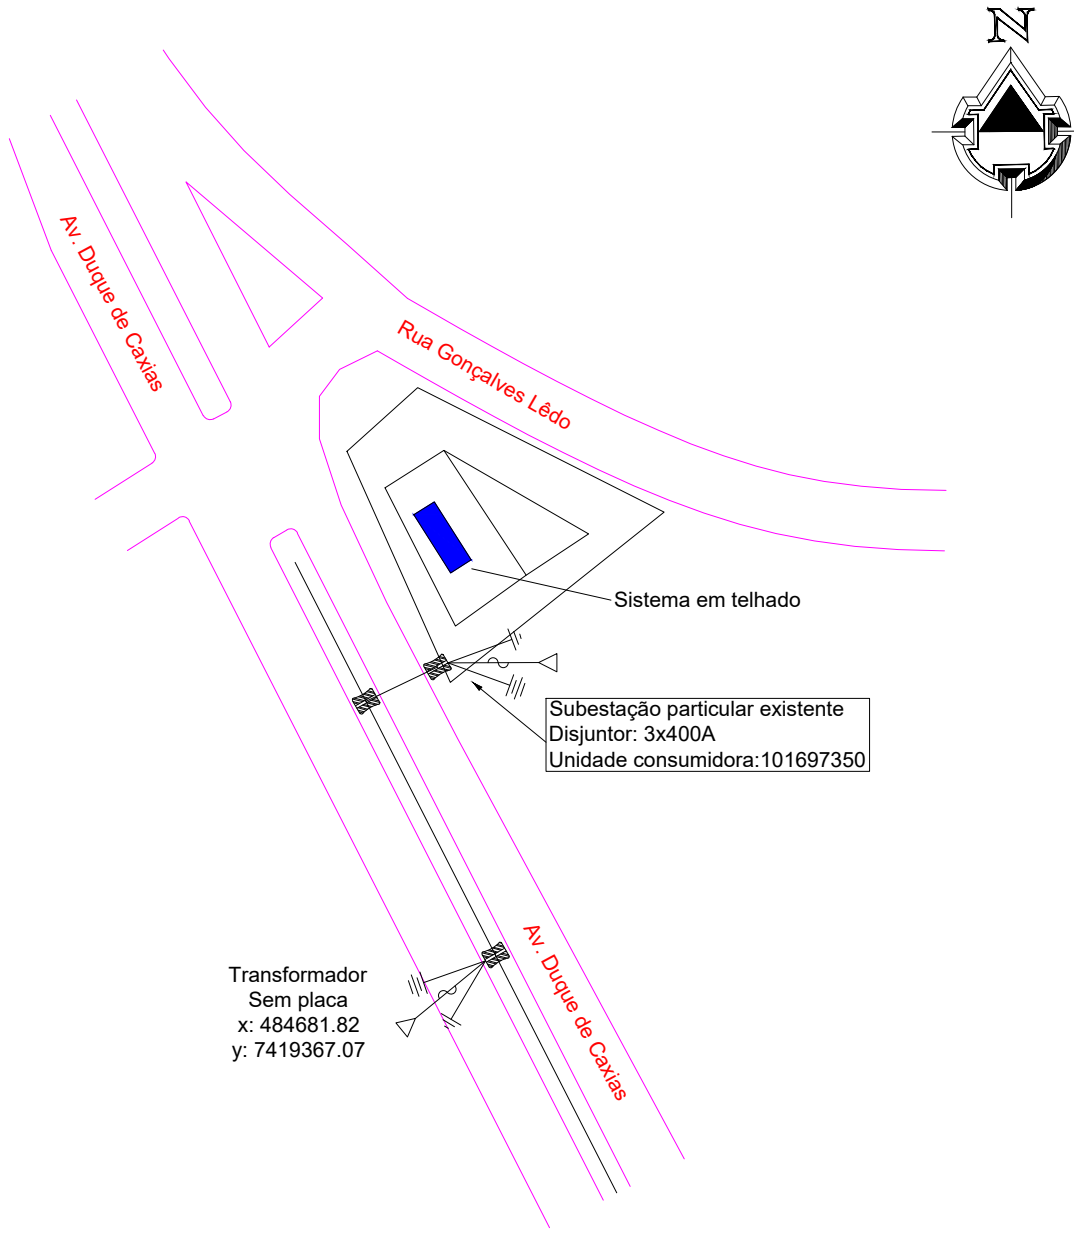 N
Av. Duque de Caxias
Rua Gonçalves Lêdo
Sistema em telhado
Subestação particular existente
Disjuntor: 3x400A
Unidade consumidora:101697350
Av. Duque de Caxias
Transformador
Sem placa
x: 484681.82
y: 7419367.07